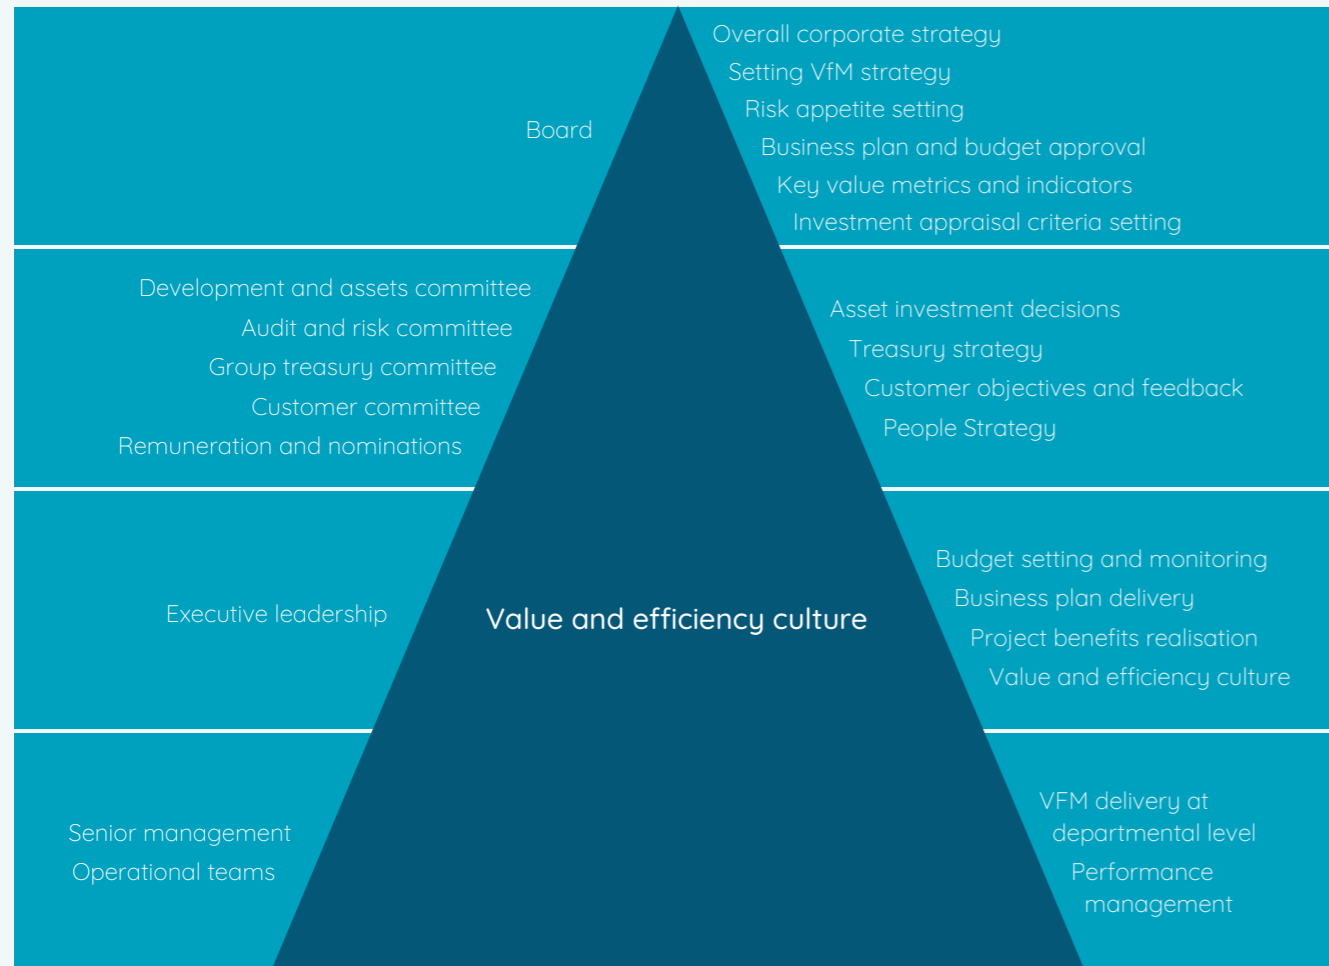 Board
Overall corporate strategy
Setting VfM strategy
Risk appetite setting
Business plan and budget approval
Key value metrics and indicators
Investment appraisal criteria setting
Development and assets committee
Audit and risk committee
Group treasury committee
Customer committee
Remuneration and nominations
Asset investment decisions
Treasury strategy
Customer objectives and feedback
People Strategy
Executive leadership
Value and efficiency culture
Budget setting and monitoring
Business plan delivery
Project benefits realisation
Value and efficiency culture
Senior management
Operational teams
VFM delivery at
departmental level
Performance
management